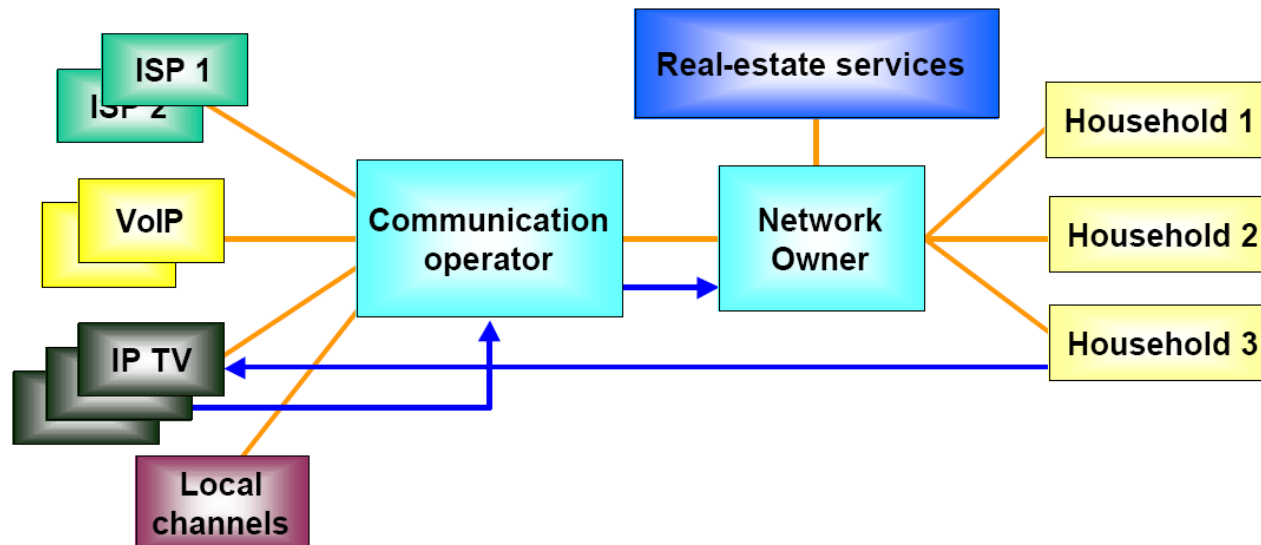 ISP 1
ISP 2
VoIP
IP TV
Local
channels
Communication
operator
Real-estate services
Network
Owner
Household 1
Household 2
Household 3